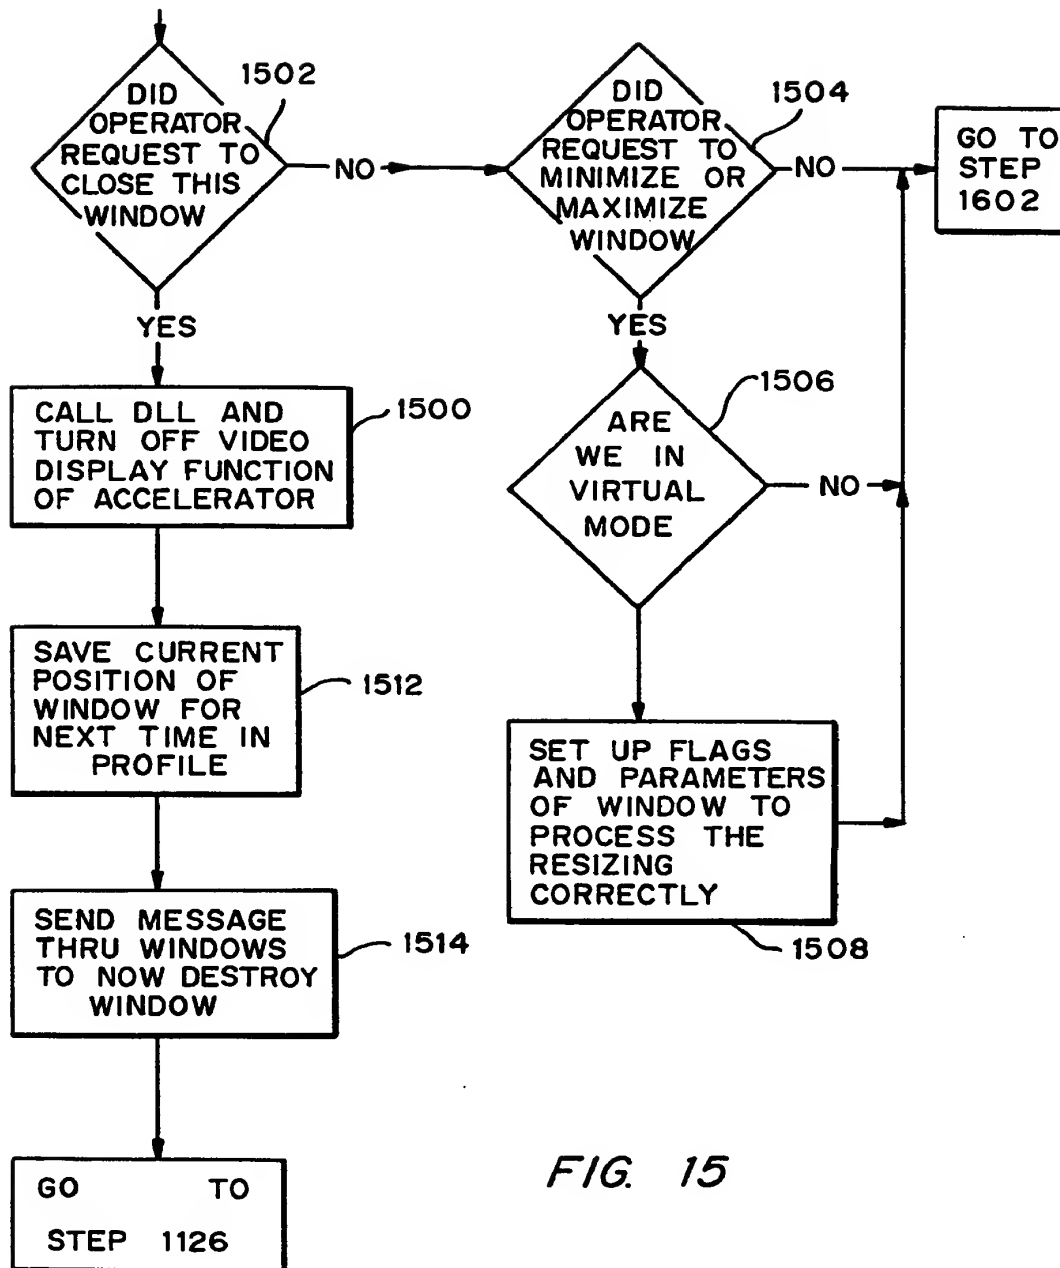 DID
OPERATOR
REQUEST TO
CLOSE THIS
WINDOW
1502
NO
YES
DID
OPERATOR
REQUEST TO
MINIMIZE OR
MAXIMIZE
WINDOW
1504
NO
YES
GO TO
STEP
1602
CALL DLL AND
TURN OFF VIDEO
DISPLAY FUNCTION
OF ACCELERATOR
1500
ARE
WE IN
VIRTUAL
MODE
1506
NO
SAVE CURRENT
POSITION OF
WINDOW FOR
NEXT TIME IN
PROFILE
1512
SET UP FLAGS
AND PARAMETERS
OF WINDOW TO
PROCESS THE
RESIZING
CORRECTLY
1508
SEND MESSAGE
THRU WINDOWS
TO NOW DESTROY
WINDOW
1514
GO TO
STEP 1126
FIG. 15